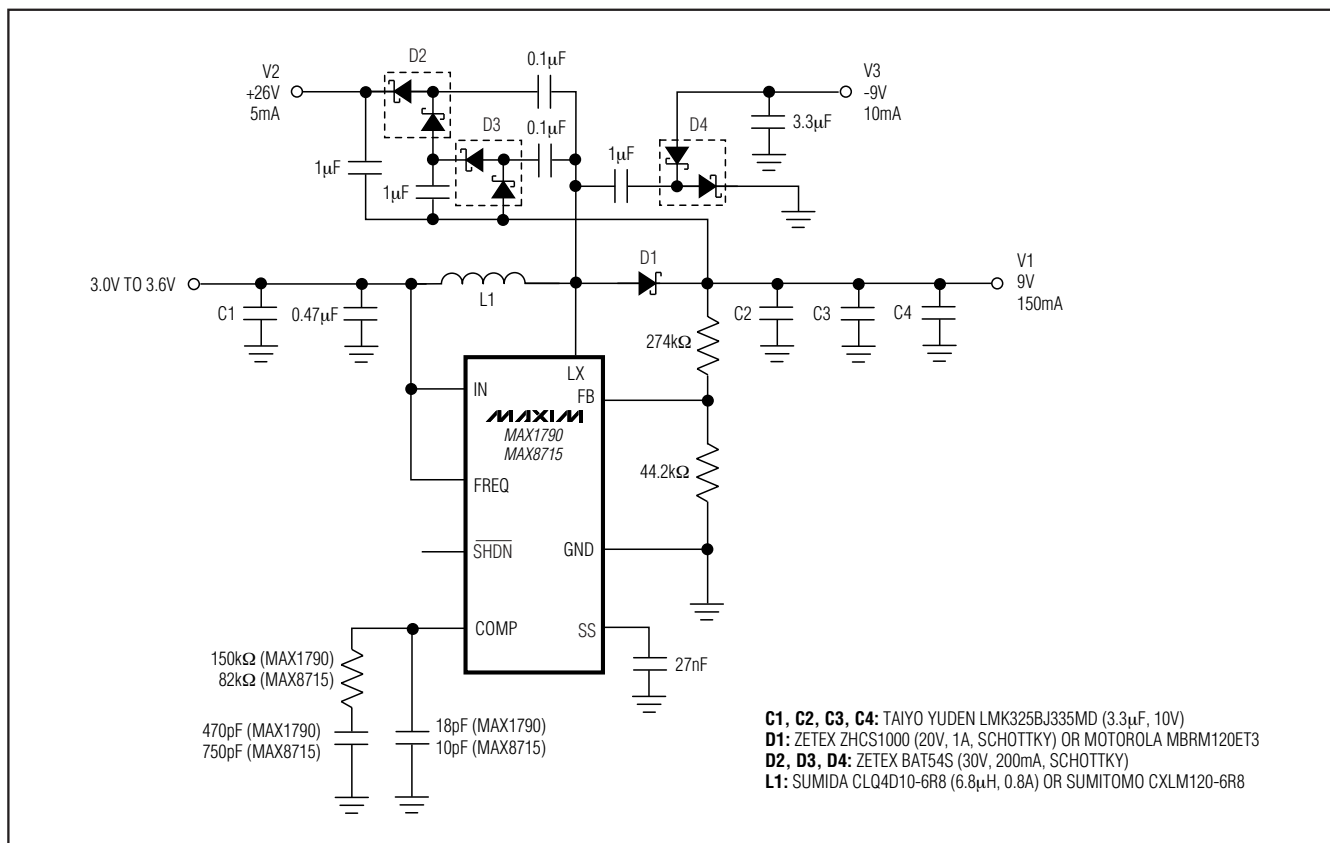 D2
0.1µF
V2
+26V
5mA
V3
-9V
10mA
D3
0.1µF
D4
3.3µF
1µF
1µF
1µF
D1
3.0V TO 3.6V
L1
V1
9V
150mA
C1
0.47µF
C2
C3
C4
274kΩ
LX
IN
FB
MAXIM
MAX1790
MAX8715
44.2kΩ
FREQ
SHDN
GND
COMP
SS
150kΩ (MAX1790)
82kΩ (MAX8715)
27nF
470pF (MAX1790)
750pF (MAX8715)
18pF (MAX1790)
10pF (MAX8715)
C1, C2, C3, C4: TAIYO YUDEN LMK325BJ335MD (3.3µF, 10V)
D1: ZETEX ZHCS1000 (20V, 1A, SCHOTTKY) OR MOTOROLA MBRM120ET3
D2, D3, D4: ZETEX BAT54S (30V, 200mA, SCHOTTKY)
L1: SUMIDA CLQ4D10-6R8 (6.8µH, 0.8A) OR SUMITOMO CXLM120-6R8